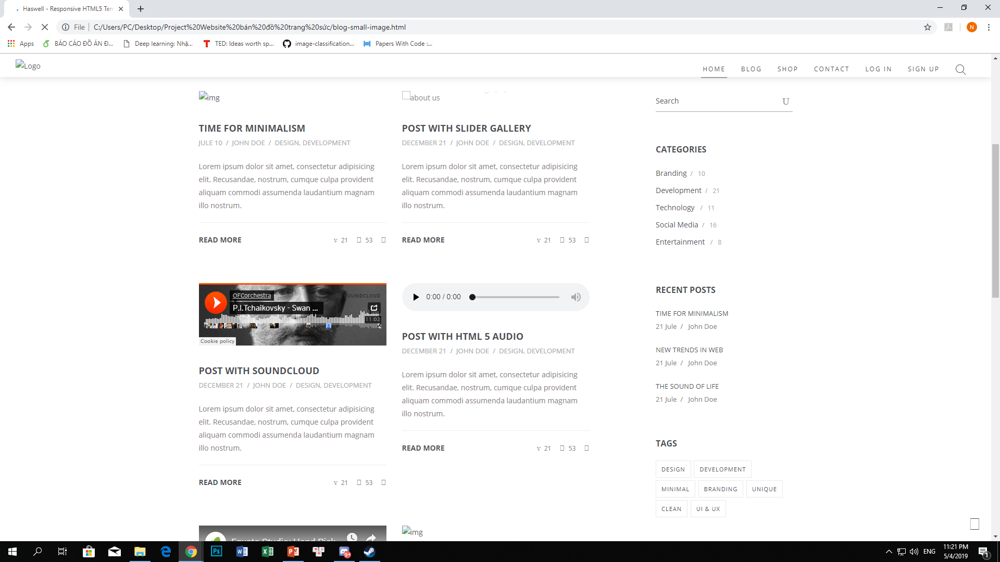 Haswell - Responsive HTML5 Tem
File
C:/Users/PC/Desktop/Project%20Website%20bán%20đồ%20trang%20sức/blog-small-image.html
N
Apps
BÁO CÁO ĐỒ ÁN Đ...
Deep learning: Nhậ...
TED: Ideas worth sp...
image-classification...
Papers With Code :...
Logo
HOME
BLOG
SHOP
CONTACT
LOG IN
SIGN UP
img
TIME FOR MINIMALISM
JULE 10 / JOHN DOE / DESIGN, DEVELOPMENT
Lorem ipsum dolor sit amet, consectetur adipisicing
elit. Recusandae, nostrum, cumque culpa provident
aliquam commodi assumenda laudantium magnam
illo nostrum.
READ MORE
v 21 53
about us
POST WITH SLIDER GALLERY
DECEMBER 21 / JOHN DOE / DESIGN, DEVELOPMENT
Lorem ipsum dolor sit amet, consectetur adipisicing
elit. Recusandae, nostrum, cumque culpa provident
aliquam commodi assumenda laudantium magnam
illo nostrum.
READ MORE
v 21 53
OFCorchestra
SOUNDCLOUD
P.I.Tchaikovsky - Swan ...
11:02
Cookie policy
POST WITH SOUNDCLOUD
DECEMBER 21 / JOHN DOE / DESIGN, DEVELOPMENT
Lorem ipsum dolor sit amet, consectetur adipisicing
elit. Recusandae, nostrum, cumque culpa provident
aliquam commodi assumenda laudantium magnam
illo nostrum.
READ MORE
v 21 53
0:00 / 0:00
POST WITH HTML 5 AUDIO
DECEMBER 21 / JOHN DOE / DESIGN, DEVELOPMENT
Lorem ipsum dolor sit amet, consectetur adipisicing
elit. Recusandae, nostrum, cumque culpa provident
aliquam commodi assumenda laudantium magnam
illo nostrum.
READ MORE
v 21 53
Envato Studio: Hand Pick
img
Search
U
CATEGORIES
Branding / 10
Development / 21
Technology / 11
Social Media / 16
Entertainment / 8
RECENT POSTS
TIME FOR MINIMALISM
21 Jule / John Doe
NEW TRENDS IN WEB
21 Jule / John Doe
THE SOUND OF LIFE
21 Jule / John Doe
TAGS
DESIGN
DEVELOPMENT
MINIMAL
BRANDING
UNIQUE
CLEAN
UI & UX
Ps
9+
ENG
11:21 PM
5/4/2019
1